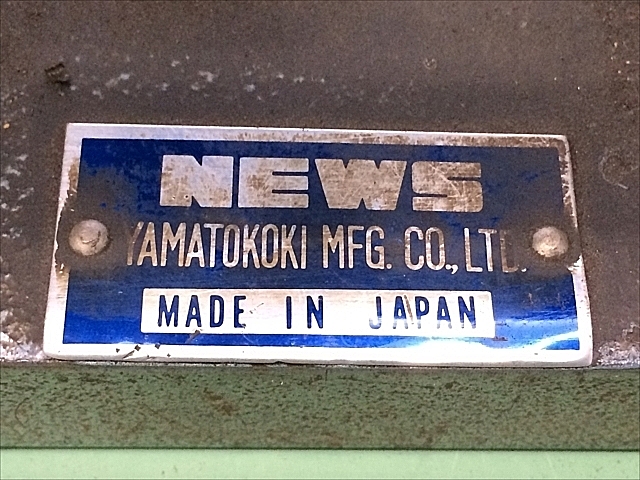 NEWS
YAMATOKOKI MFG. CO., LTD.
MADE IN JAPAN